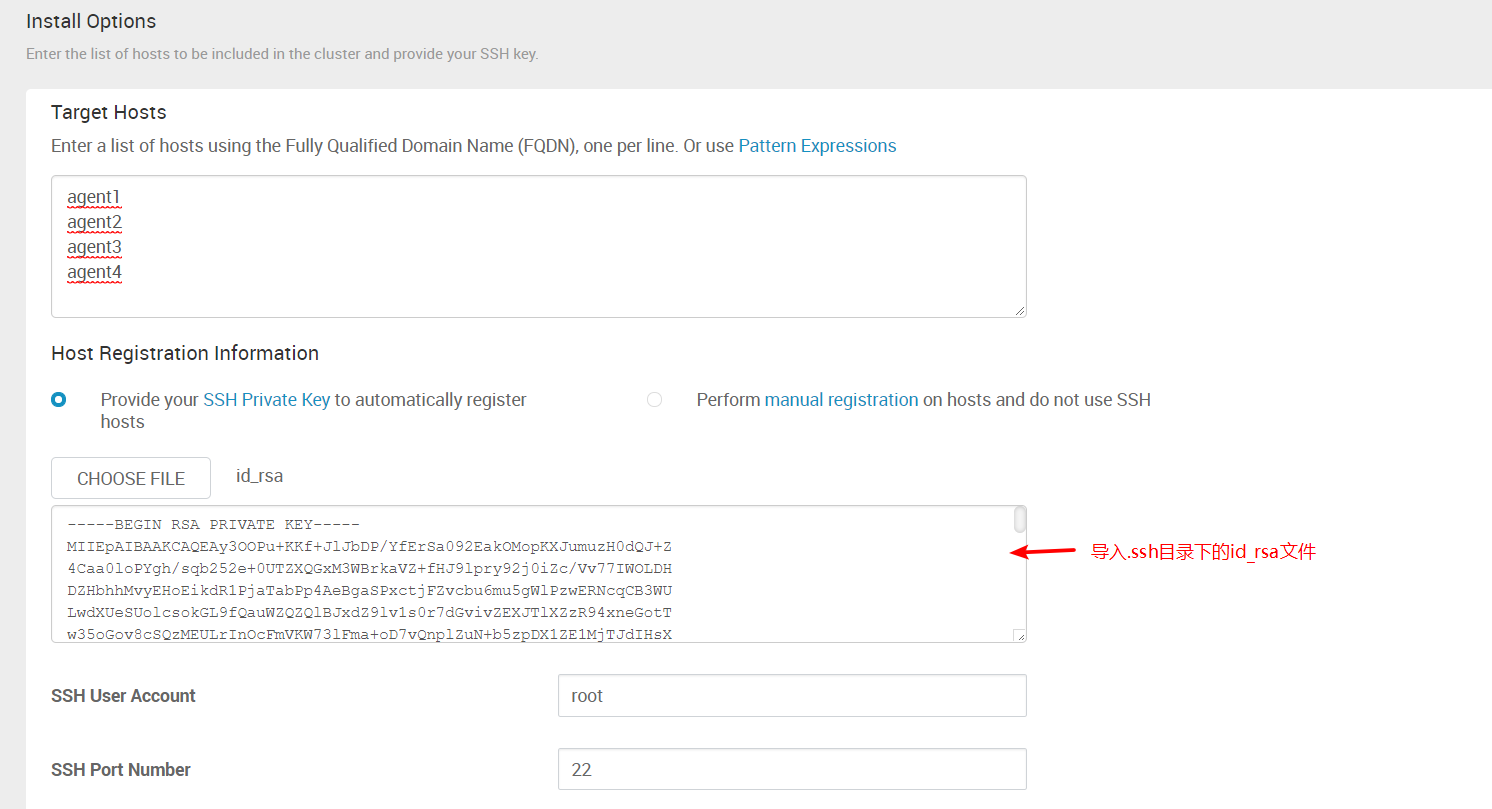 Install Options
Enter the list of hosts to be included in the cluster and provide your SSH key.
Target Hosts
Enter a list of hosts using the Fully Qualified Domain Name (FQDN), one per line. Or use Pattern Expressions
agent1
agent2
agent3
agent4
Host Registration Information
Provide your SSH Private Key to automatically register
hosts
Perform manual registration on hosts and do not use SSH
CHOOSE FILE
id_rsa
-----BEGIN RSA PRIVATE KEY-----
MIIEpAIBAAKCAQEAy3OOPu+KKf+JlJbDP/YfErSa092EakOMopKXJumuzH0dQJ+Z
4Caa0loPYgh/sqb252e+0UTZXQGxM3WBrkaVZ+fHJ9lpry92j0iZc/Vv77IWOLDH
DZHbhhMvyEHoEikdR1PjaTabPp4AeBgaSPxctjFZvcbu6mu5gWlPzwERNcqCB3WU
LwdXUeSUolcsokGL9fQauWZQZQlBJxdZ9lv1s0r7dGvivZEXJTlXZzR94xneGotT
w35oGov8cSQzMEULrInOcFmVKW73lFma+oD7vQnplZuN+b5zpDX1ZE1MjTJdIHsX
导入.ssh目录下的id_rsa文件
SSH User Account
root
SSH Port Number
22